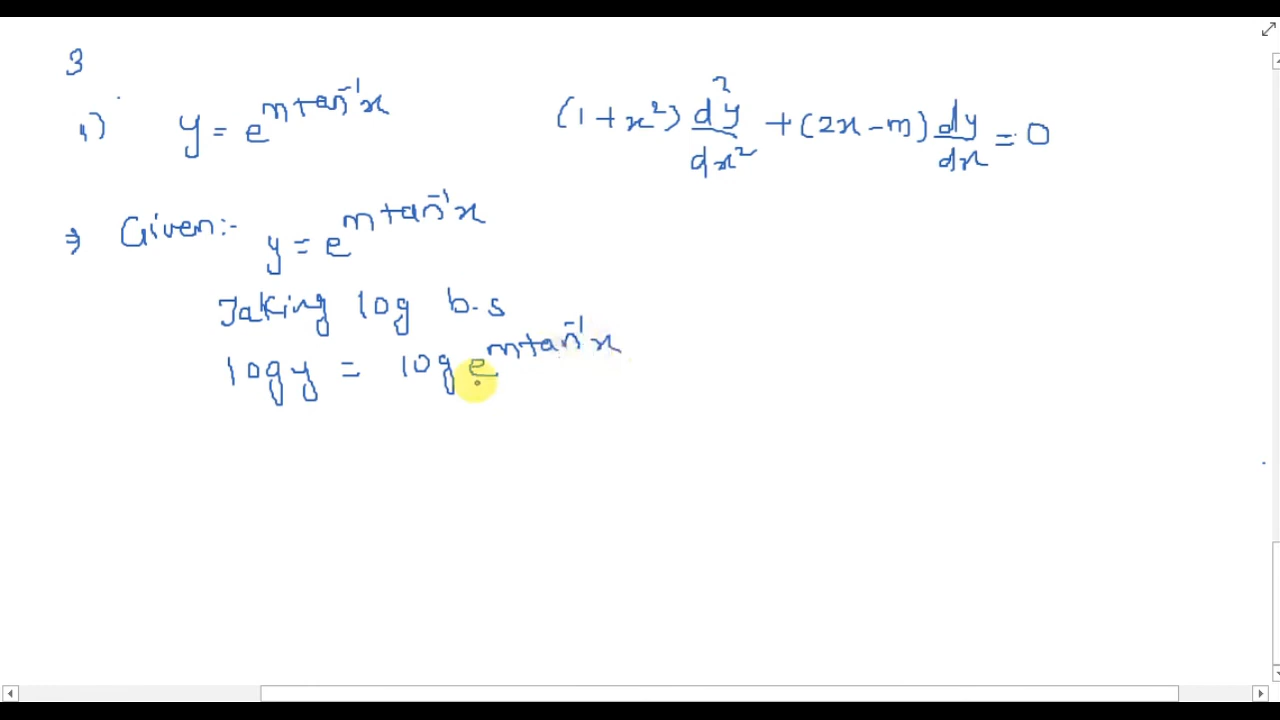 3
1) y = e^{m tan⁻¹x} (1 + x²) d²y/dx² + (2x − m) dy/dx = 0
⇒ Given:- y = e^{m tan⁻¹x}
Taking log b.s
log y = log e^{m tan⁻¹x}